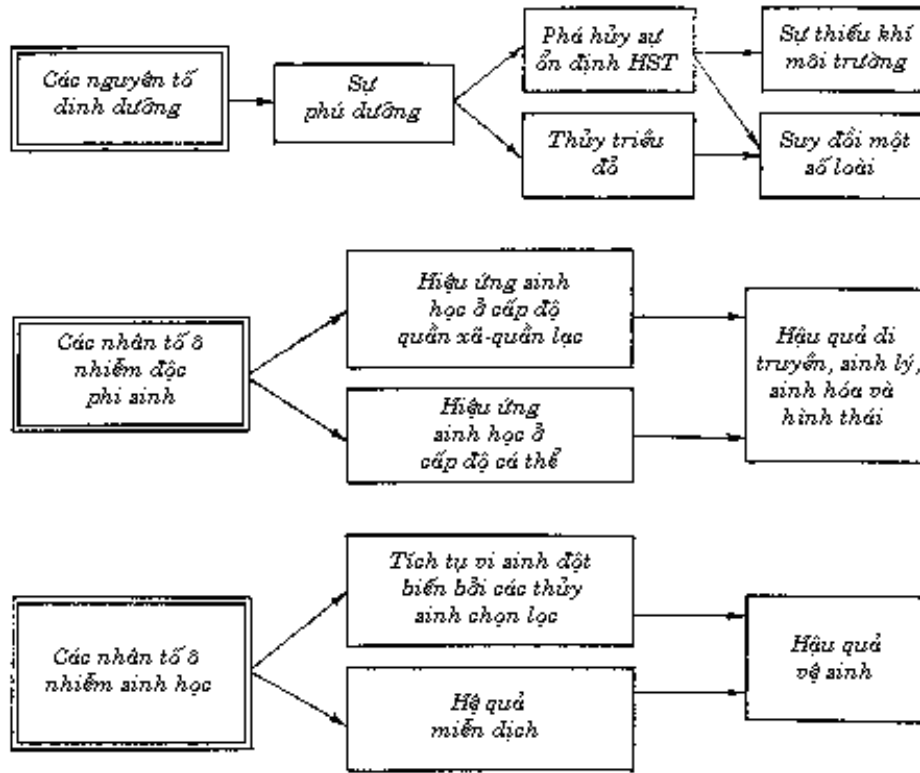 Các nguyên tố
dinh dưỡng
Sự
phú dưỡng
Phá hủy sự
ổn định HST
Sự thiếu khí
môi trường
Thủy triều
đỏ
Suy đổi một
số loài
Các nhân tố ô
nhiễm độc
phi sinh
Hiệu ứng sinh
học ở cấp độ
quần xã-quần lạc
Hiệu ứng
sinh học ở
cấp độ cá thể
Hậu quả di
truyền, sinh lý,
sinh hóa và
hình thái
Các nhân tố ô
nhiễm sinh học
Tích tụ vi sinh đột
biến bởi các thủy
sinh chọn lọc
Hệ quả
miễn dịch
Hậu quả
vệ sinh